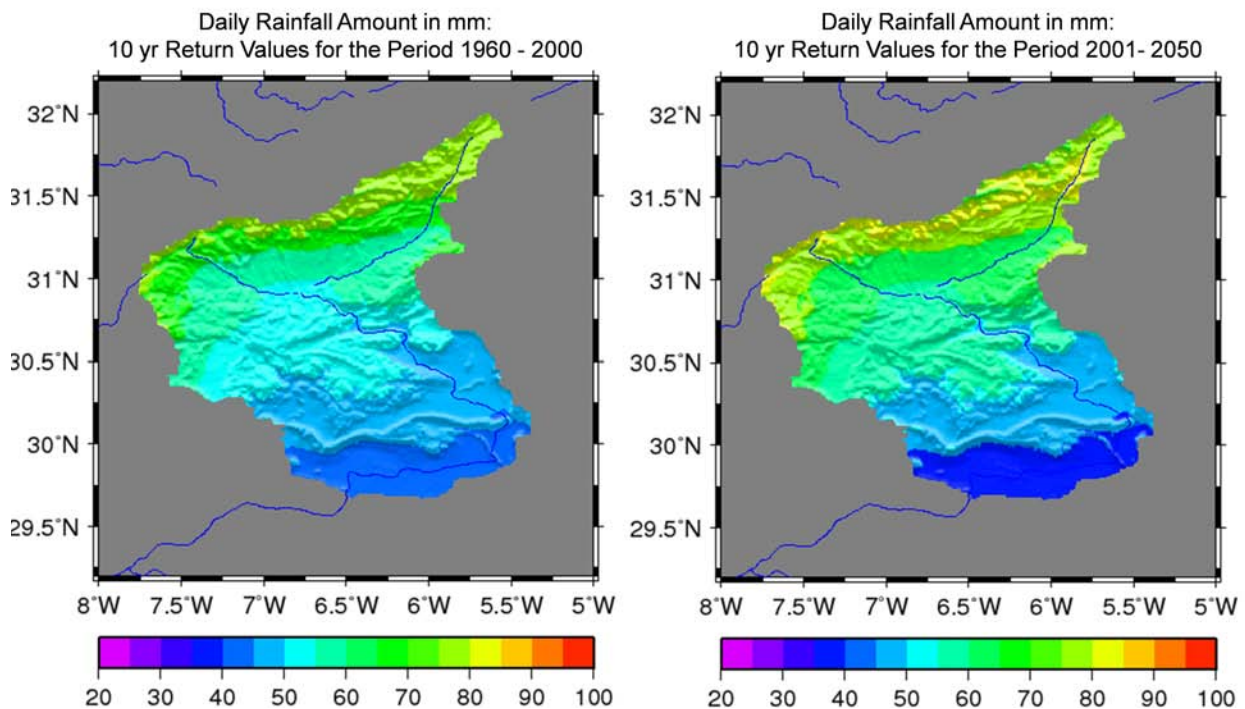 Daily Rainfall Amount in mm:
10 yr Return Values for the Period 1960 - 2000
32°N
31.5°N
31°N
30.5°N
30°N
29.5°N
8°W 7.5°W 7°W 6.5°W 6°W 5.5°W 5°W
20 30 40 50 60 70 80 90 100
Daily Rainfall Amount in mm:
10 yr Return Values for the Period 2001- 2050
32°N
31.5°N
31°N
30.5°N
30°N
29.5°N
8°W 7.5°W 7°W 6.5°W 6°W 5.5°W 5°W
20 30 40 50 60 70 80 90 100